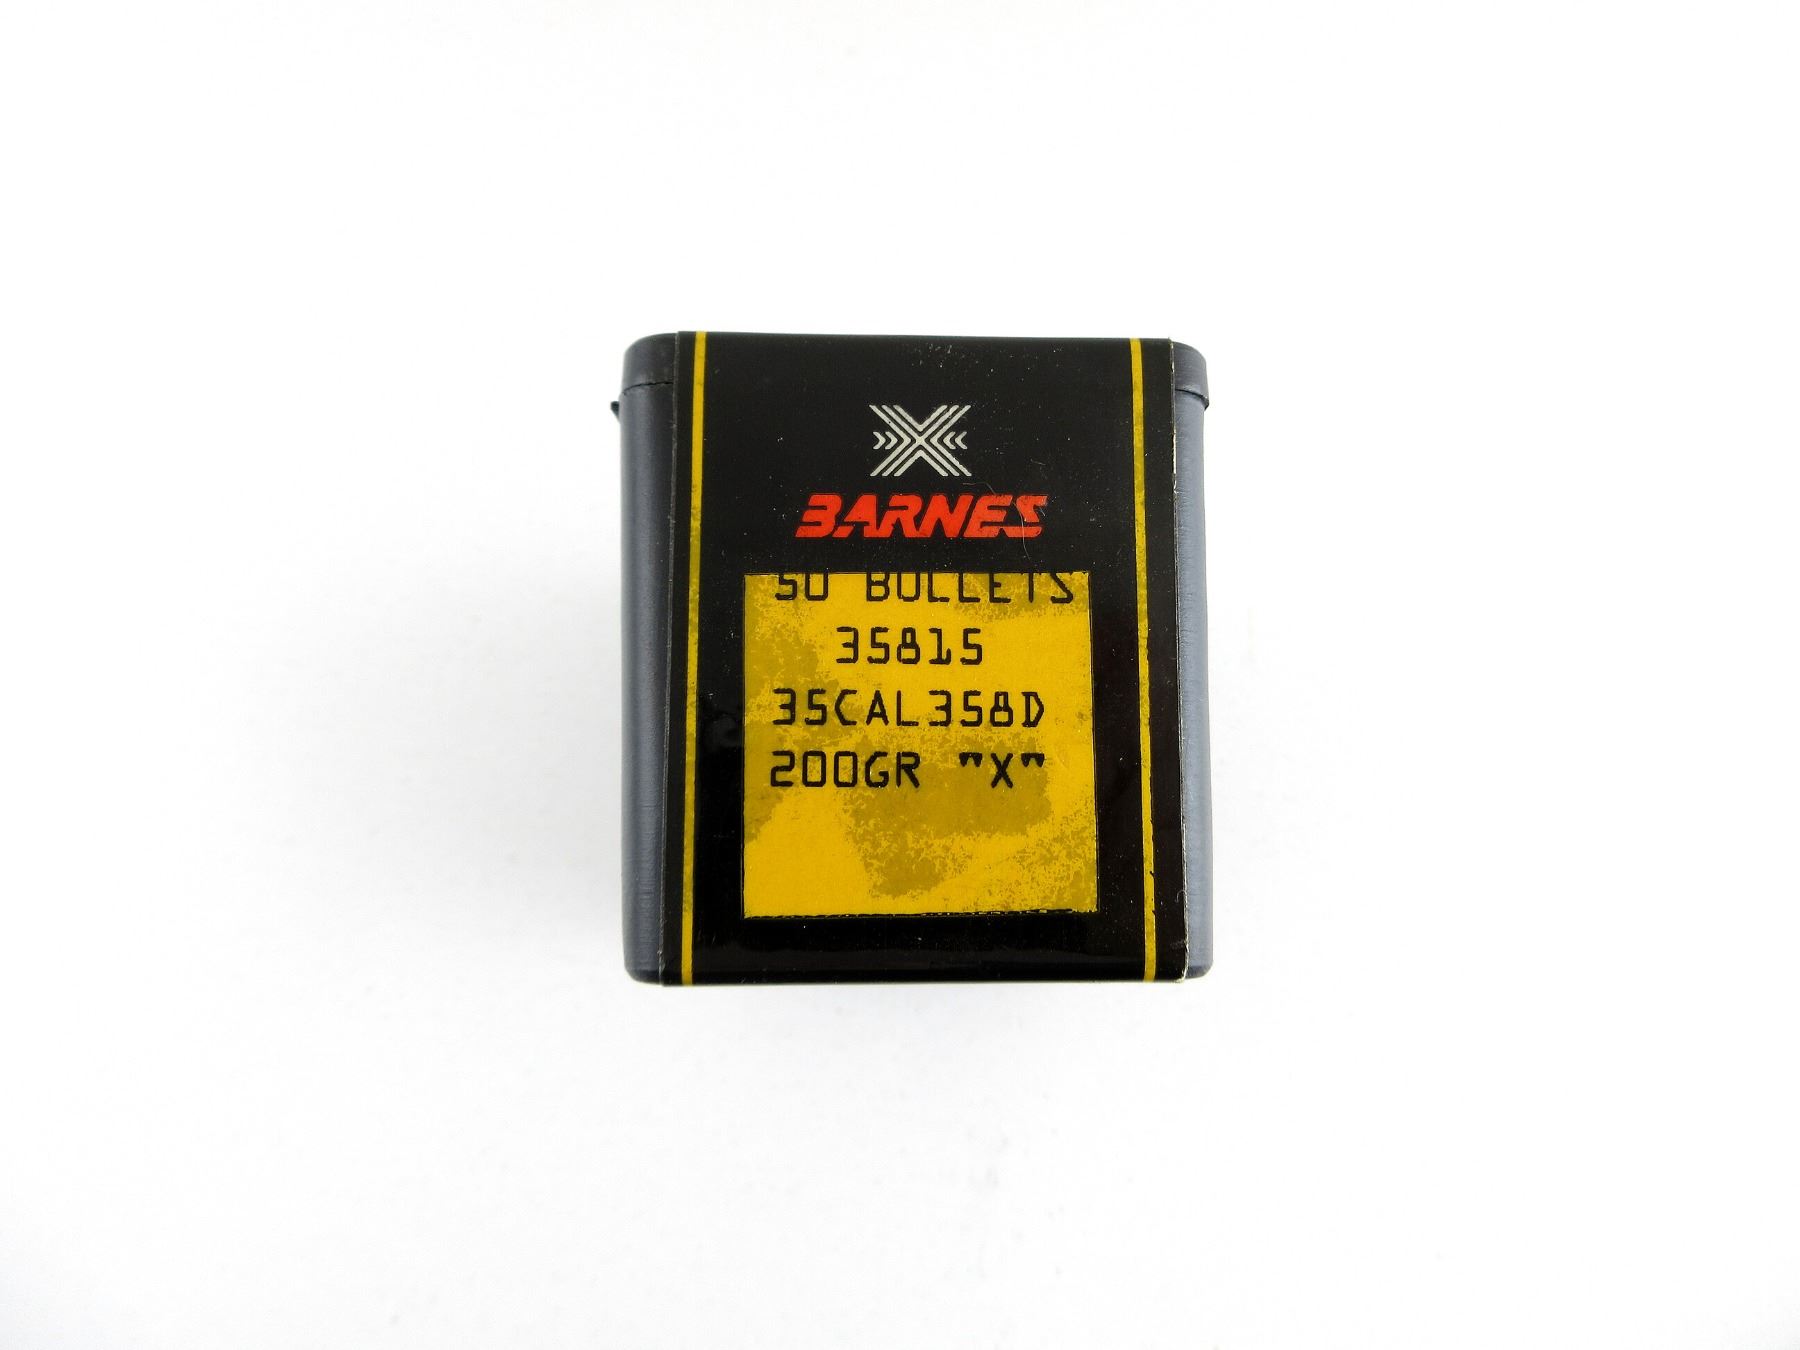 BARNES
50 BULLETS
35815
35CAL358D
200GR "X"